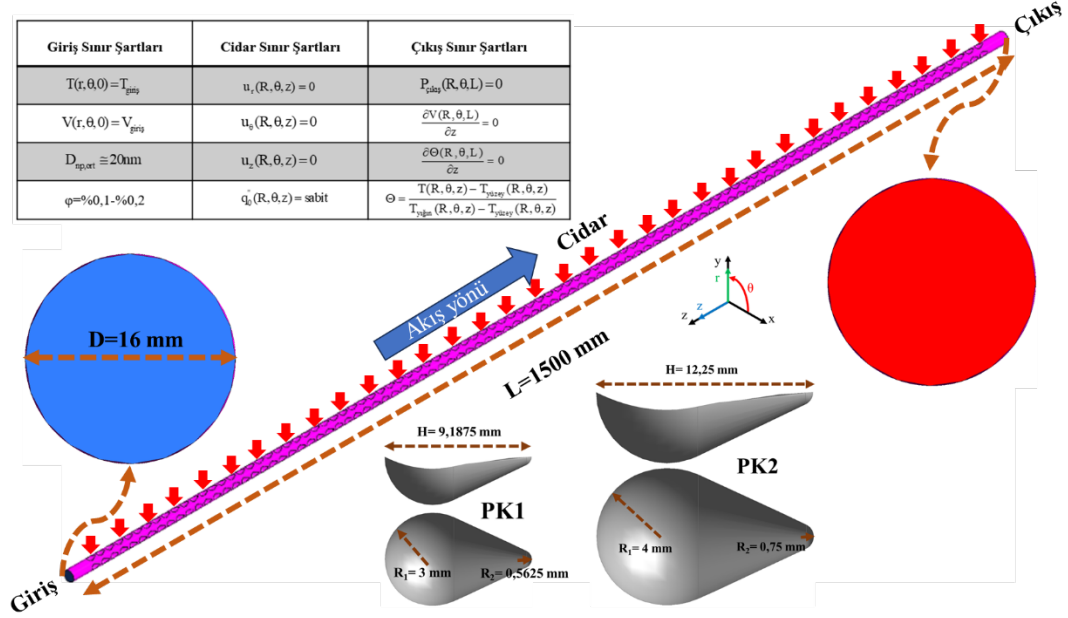 Giriş Sınır Şartları
Cidar Sınır Şartları
Çıkış Sınır Şartları
T(r,θ,0)=T_giriş
u_r(R,θ,z)=0
P_çıkış(R,θ,L)=0
V(r,θ,0)=V_giriş
u_θ(R,θ,z)=0
∂V(R,θ,L)/∂z=0
D_np,ort≅20nm
u_z(R,θ,z)=0
∂Θ(R,θ,L)/∂z=0
φ=%0,1-%0,2
q̈_0(R,θ,z)=sabit
Θ=T(R,θ,z)−T_yüzey(R,θ,z)/T_yığın(R,θ,z)−T_yüzey(R,θ,z)
Çıkış
Cidar
Akış yönü
D=16 mm
L=1500 mm
y
r
θ
z
z
x
H= 12,25 mm
H= 9,1875 mm
PK2
PK1
R₁= 4 mm
R₂= 0,75 mm
R₁= 3 mm
R₂= 0,5625 mm
Giriş